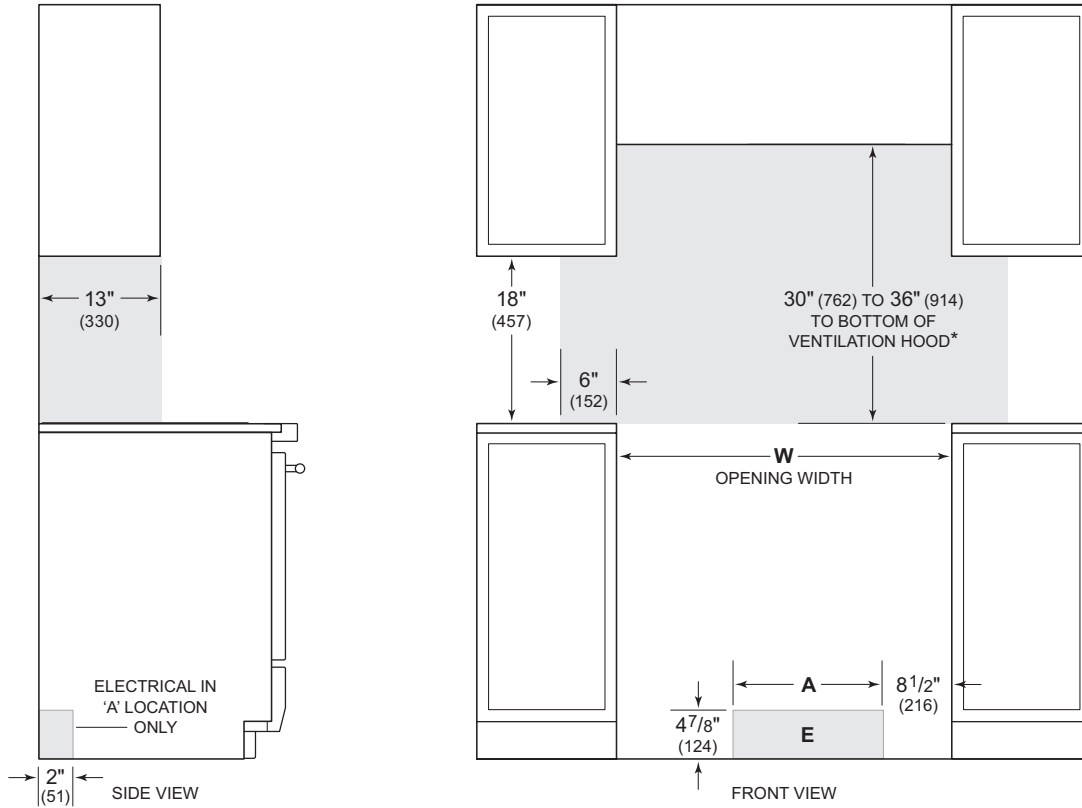 13"
(330)
ELECTRICAL IN
‘A’ LOCATION
ONLY
2"
(51)
SIDE VIEW
18"
(457)
30" (762) TO 36" (914)
TO BOTTOM OF
VENTILATION HOOD*
6"
(152)
W
OPENING WIDTH
A
8 1/2"
(216)
4 7/8"
(124)
E
FRONT VIEW